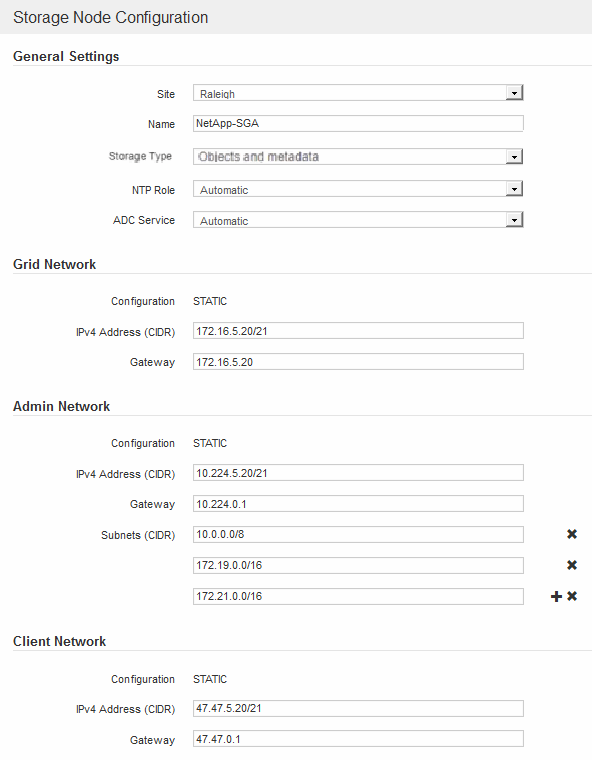 Storage Node Configuration
General Settings
Site Raleigh
Name NetApp-SGA
Storage Type Objects and metadata
NTP Role Automatic
ADC Service Automatic
Grid Network
Configuration STATIC
IPv4 Address (CIDR) 172.16.5.20/21
Gateway 172.16.5.20
Admin Network
Configuration STATIC
IPv4 Address (CIDR) 10.224.5.20/21
Gateway 10.224.0.1
Subnets (CIDR) 10.0.0.0/8
172.19.0.0/16
172.21.0.0/16
Client Network
Configuration STATIC
IPv4 Address (CIDR) 47.47.5.20/21
Gateway 47.47.0.1